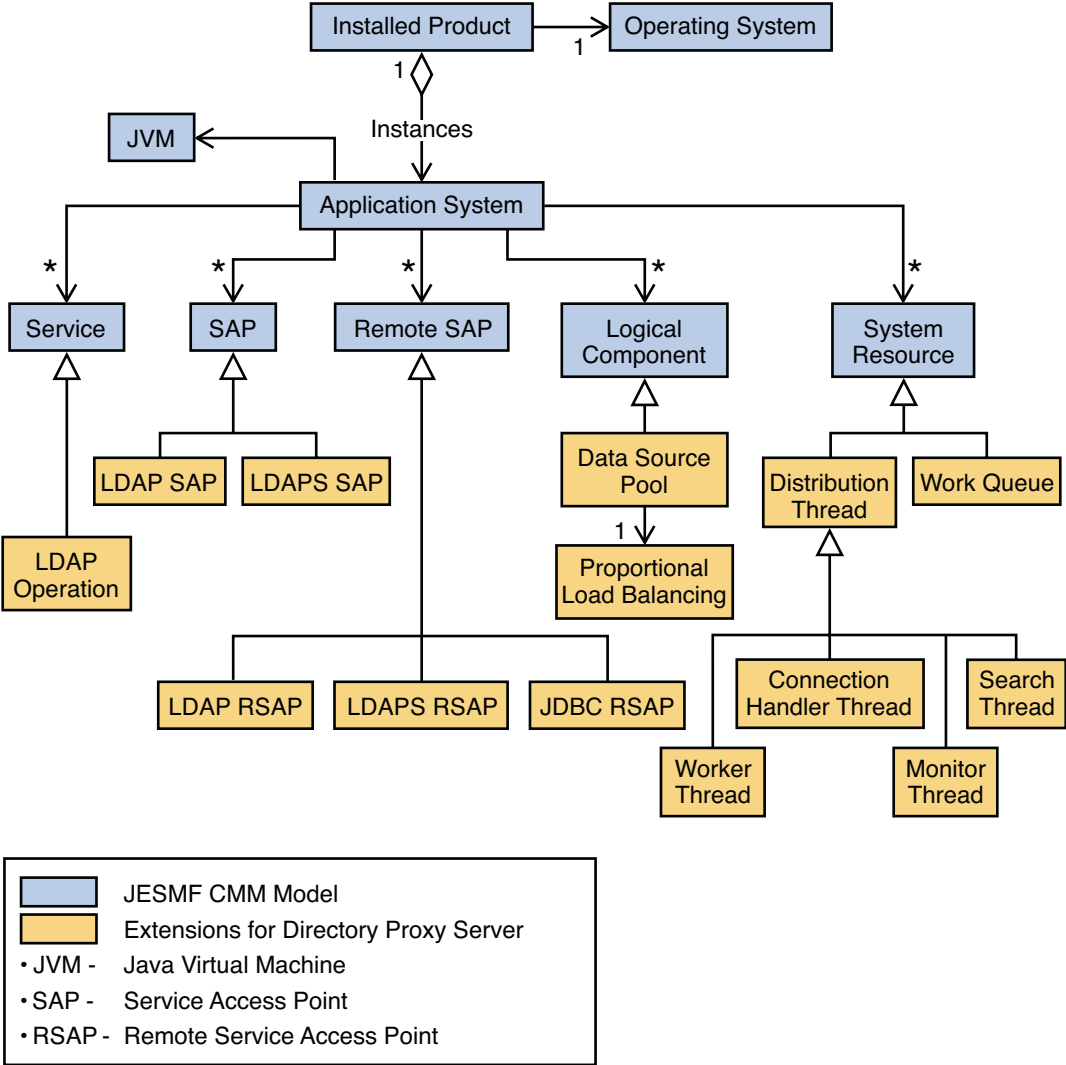 Installed Product
Operating System
1
1
Instances
JVM
Application System
*
*
*
*
*
Service
SAP
Remote SAP
Logical
Component
System
Resource
LDAP SAP
LDAPS SAP
Data Source
Pool
Distribution
Thread
Work Queue
1
LDAP
Operation
Proportional
Load Balancing
LDAP RSAP
LDAPS RSAP
JDBC RSAP
Connection
Handler Thread
Search
Thread
Worker
Thread
Monitor
Thread
JESMF CMM Model
Extensions for Directory Proxy Server
• JVM - Java Virtual Machine
• SAP - Service Access Point
• RSAP - Remote Service Access Point